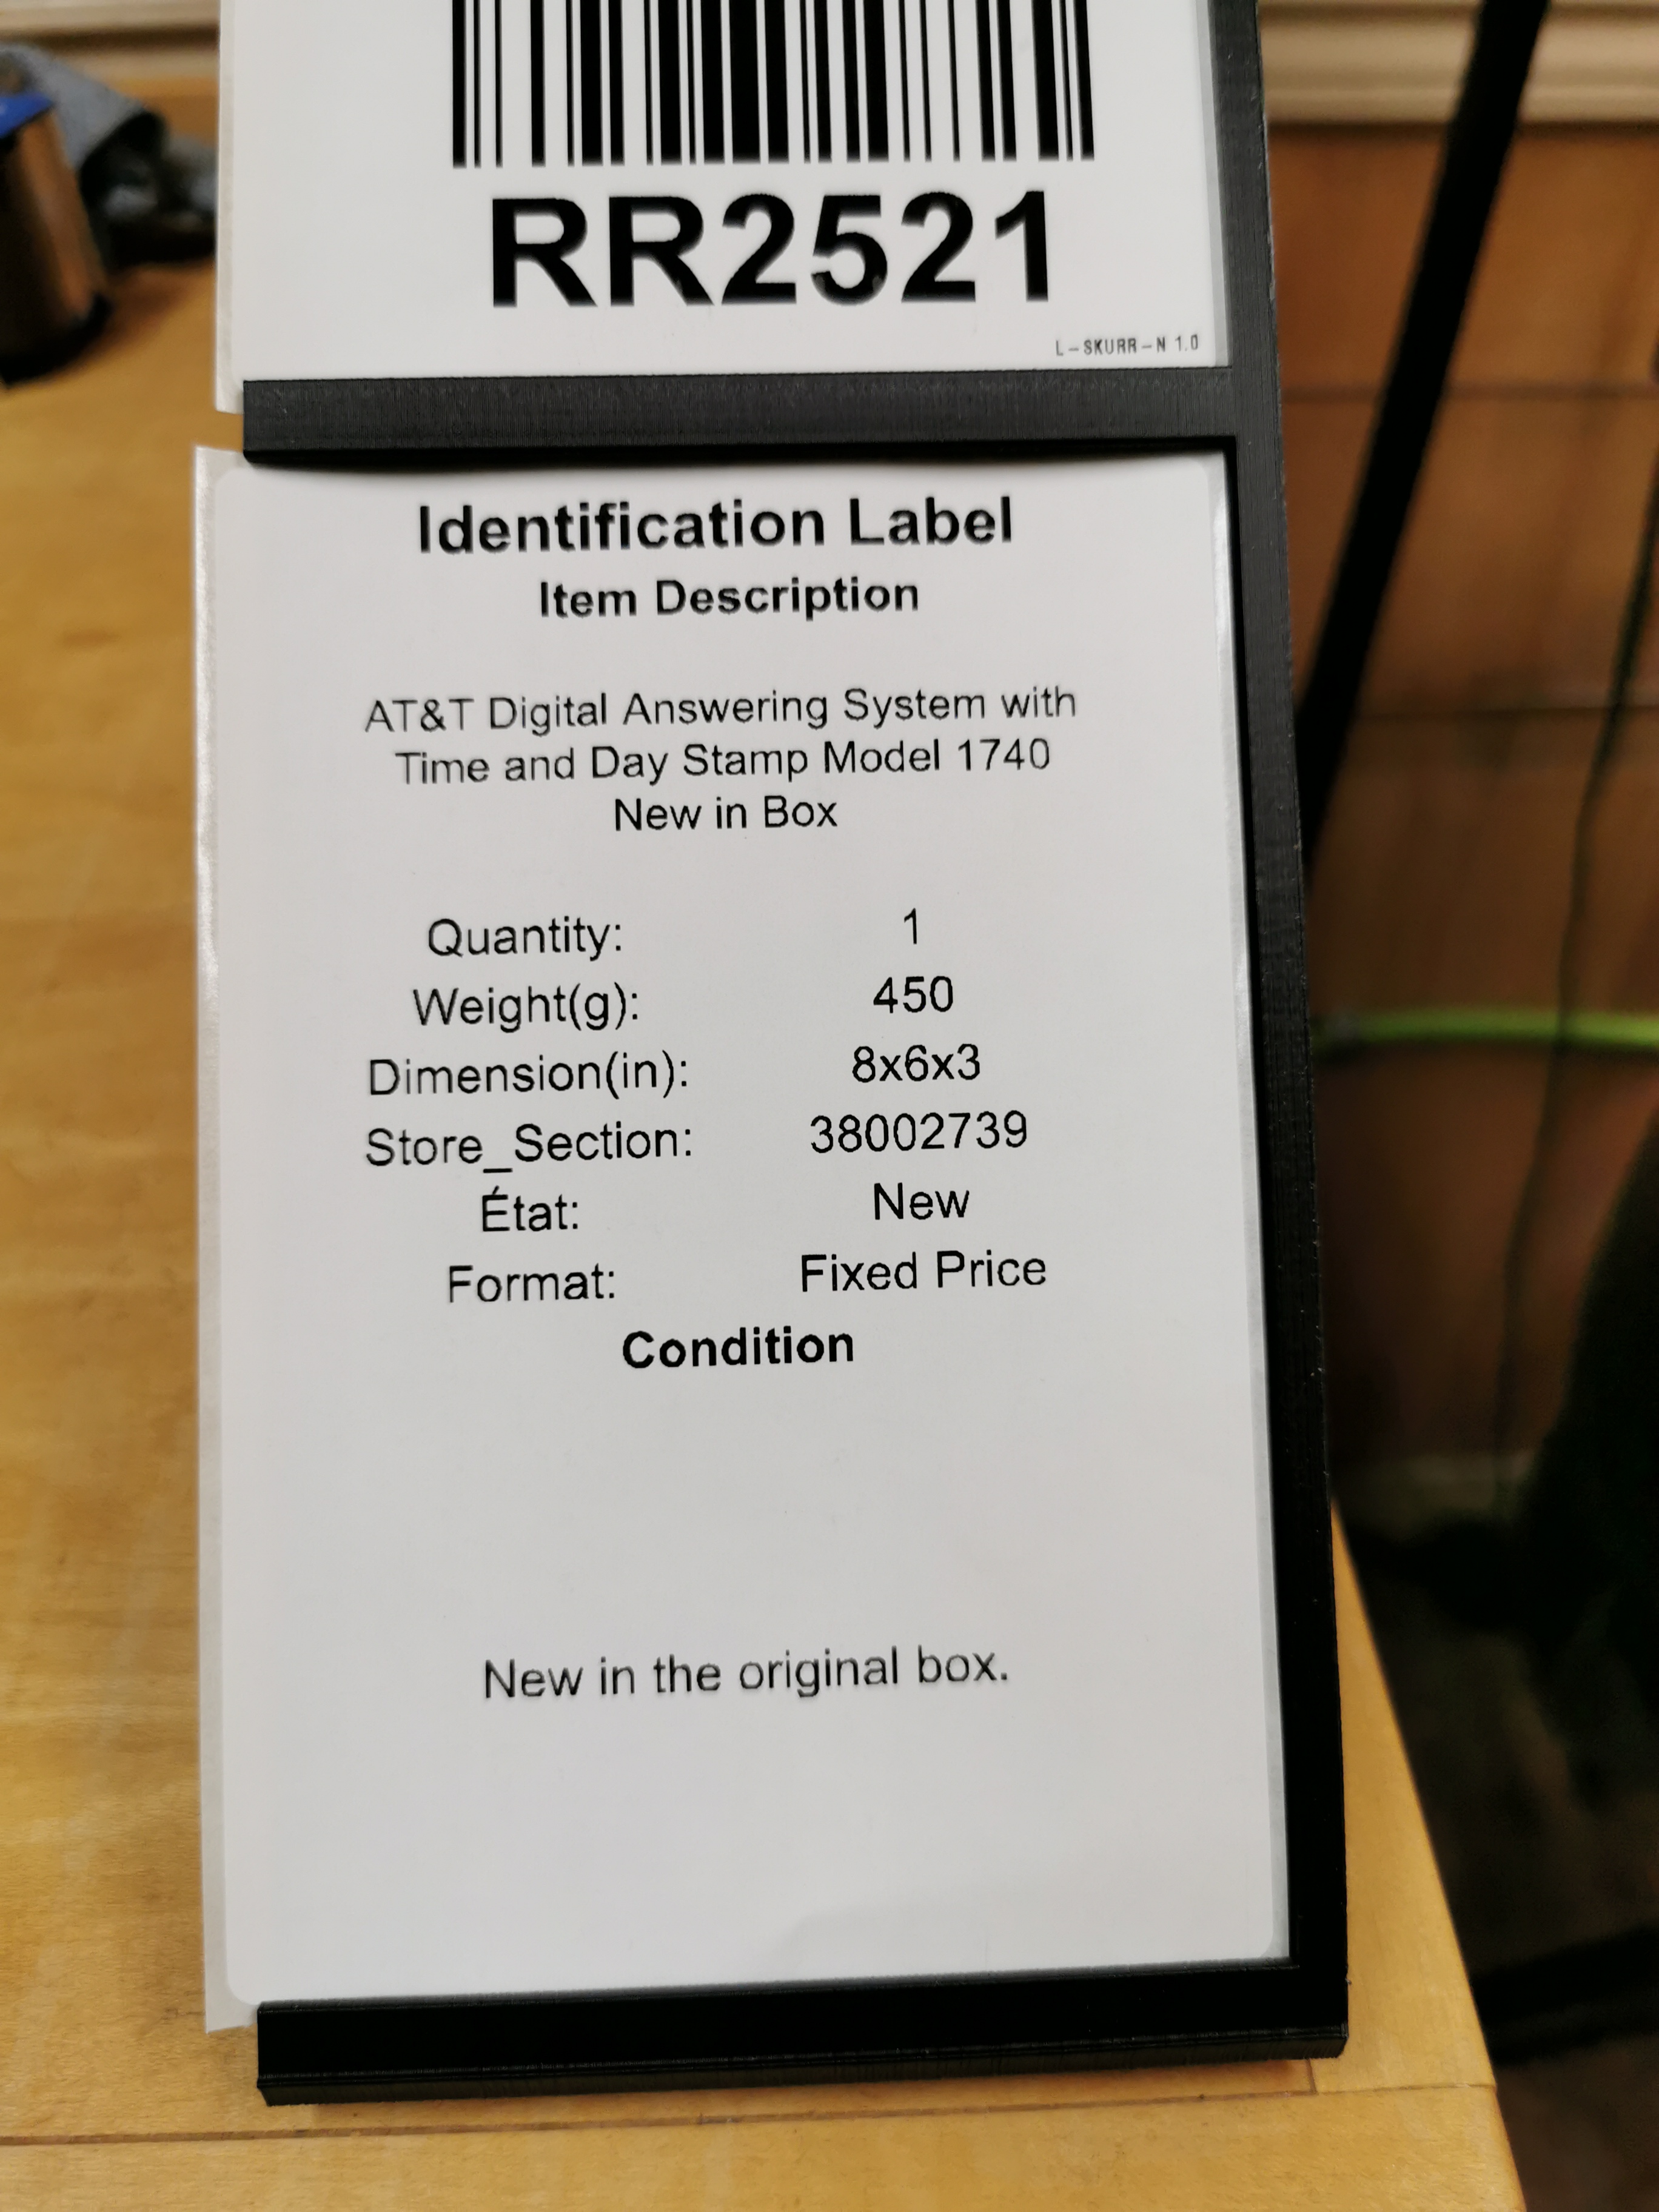 RR2521
L-SKURR-N 1.0
Identification Label
Item Description
AT&T Digital Answering System with
Time and Day Stamp Model 1740
New in Box
Quantity: 1
Weight(g): 450
Dimension(in): 8x6x3
Store_Section: 38002739
État: New
Format: Fixed Price
Condition
New in the original box.